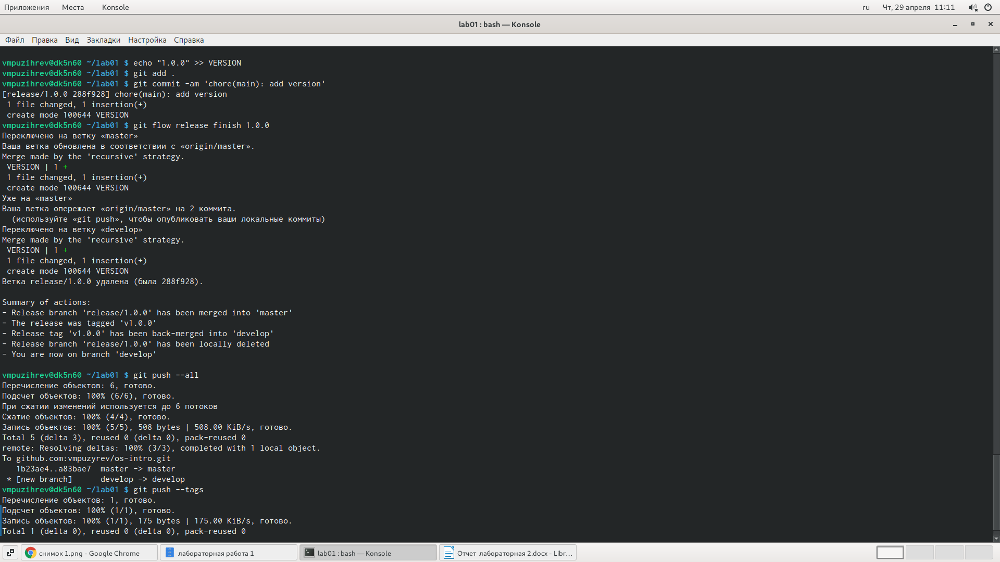 Приложения Места Konsole ru Чт, 29 апреля 11:11
lab01 : bash — Konsole
Файл Правка Вид Закладки Настройка Справка
vmpuzihrev@dk5n60 ~/lab01 $ echo "1.0.0" >> VERSION
vmpuzihrev@dk5n60 ~/lab01 $ git add .
vmpuzihrev@dk5n60 ~/lab01 $ git commit -am 'chore(main): add version'
[release/1.0.0 288f928] chore(main): add version
 1 file changed, 1 insertion(+)
 create mode 100644 VERSION
vmpuzihrev@dk5n60 ~/lab01 $ git flow release finish 1.0.0
Переключено на ветку «master»
Ваша ветка обновлена в соответствии с «origin/master».
Merge made by the 'recursive' strategy.
 VERSION | 1 +
 1 file changed, 1 insertion(+)
 create mode 100644 VERSION
Уже на «master»
Ваша ветка опережает «origin/master» на 2 коммита.
  (используйте «git push», чтобы опубликовать ваши локальные коммиты)
Переключено на ветку «develop»
Merge made by the 'recursive' strategy.
 VERSION | 1 +
 1 file changed, 1 insertion(+)
 create mode 100644 VERSION
Ветка release/1.0.0 удалена (была 288f928).
Summary of actions:
- Release branch 'release/1.0.0' has been merged into 'master'
- The release was tagged 'v1.0.0'
- Release tag 'v1.0.0' has been back-merged into 'develop'
- Release branch 'release/1.0.0' has been locally deleted
- You are now on branch 'develop'
vmpuzihrev@dk5n60 ~/lab01 $ git push --all
Перечисление объектов: 6, готово.
Подсчет объектов: 100% (6/6), готово.
При сжатии изменений используется до 6 потоков
Сжатие объектов: 100% (4/4), готово.
Запись объектов: 100% (5/5), 508 bytes | 508.00 KiB/s, готово.
Total 5 (delta 3), reused 0 (delta 0), pack-reused 0
remote: Resolving deltas: 100% (3/3), completed with 1 local object.
To github.com:vmpuzyrev/os-intro.git
   1b23ae4..a83bae7  master -> master
 * [new branch]      develop -> develop
vmpuzihrev@dk5n60 ~/lab01 $ git push --tags
Перечисление объектов: 1, готово.
Подсчет объектов: 100% (1/1), готово.
Запись объектов: 100% (1/1), 175 bytes | 175.00 KiB/s, готово.
Total 1 (delta 0), reused 0 (delta 0), pack-reused 0
снимок 1.png - Google Chrome лабораторная работа 1 lab01 : bash — Konsole Отчет лабораторная 2.docx - Libr...